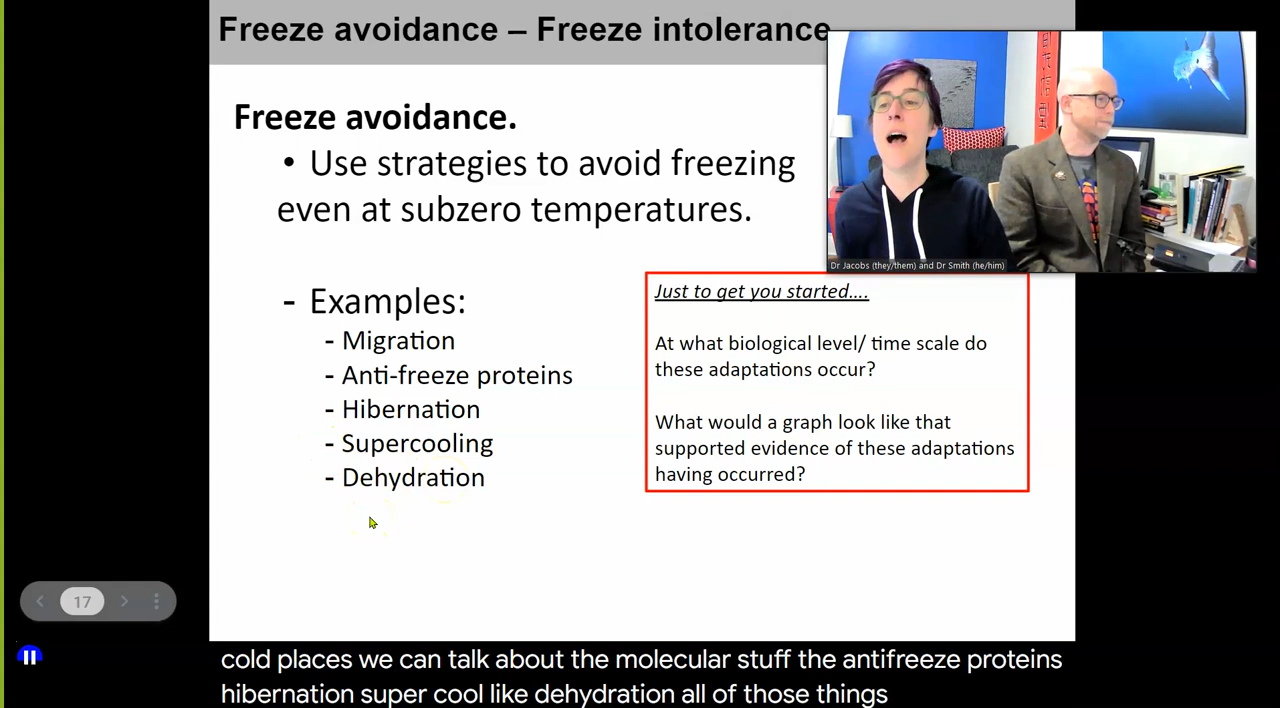 Freeze avoidance – Freeze intolerance
Freeze avoidance.
• Use strategies to avoid freezing
even at subzero temperatures.
- Examples:
- Migration
- Anti-freeze proteins
- Hibernation
- Supercooling
- Dehydration
Dr Jacobs (they/them) and Dr Smith (he/him)
Just to get you started….
At what biological level/ time scale do
these adaptations occur?
What would a graph look like that
supported evidence of these adaptations
having occurred?
17
cold places we can talk about the molecular stuff the antifreeze proteins
hibernation super cool like dehydration all of those things